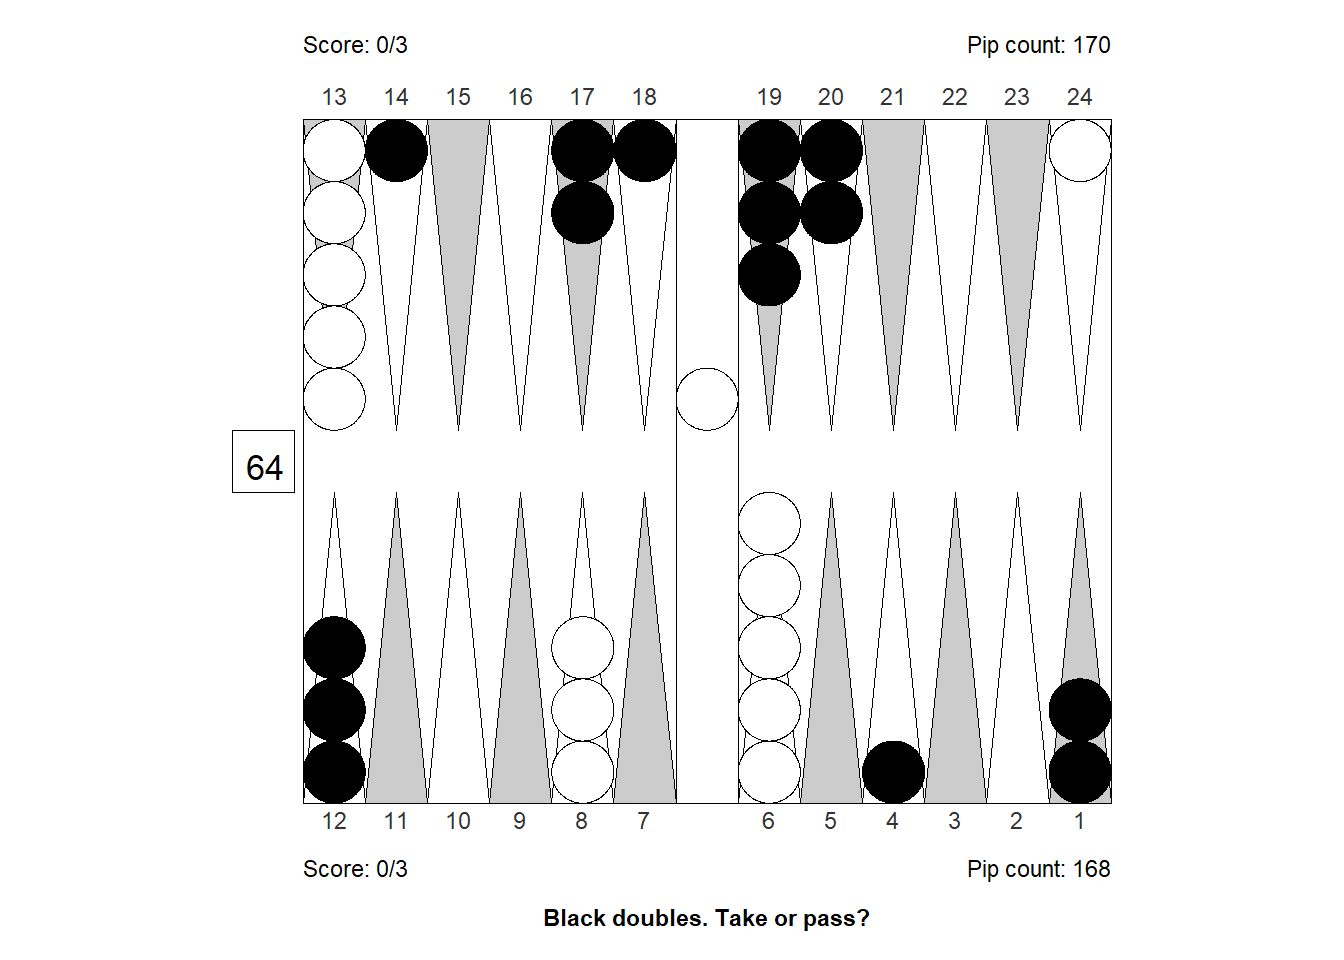 Score: 0/3 Pip count: 170
13 14 15 16 17 18 19 20 21 22 23 24
64
12 11 10 9 8 7 6 5 4 3 2 1
Score: 0/3 Pip count: 168
Black doubles. Take or pass?